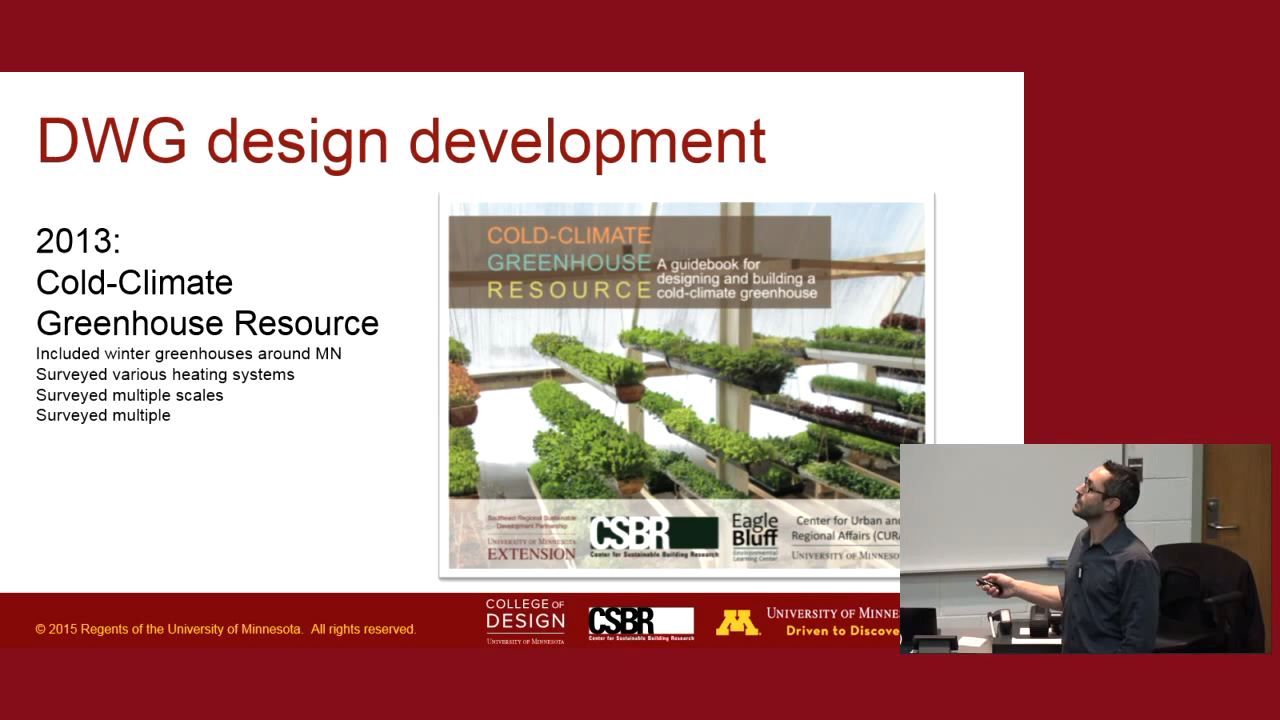 DWG design development
2013:
Cold-Climate
Greenhouse Resource
Included winter greenhouses around MN
Surveyed various heating systems
Surveyed multiple scales
Surveyed multiple
COLD-CLIMATE
GREENHOUSE
RESOURCE
A guidebook for
designing and building a
cold-climate greenhouse
Southeast Regional Sustainable
Development Partnership
UNIVERSITY OF MINNESOTA
EXTENSION
CSBR
Center for Sustainable Building Research
Eagle
Bluff
Environmental
Learning Center
Center for Urban and
Regional Affairs (CURA
UNIVERSITY OF MINNESO
© 2015 Regents of the University of Minnesota. All rights reserved.
COLLEGE OF
DESIGN
UNIVERSITY OF MINNESOTA
CSBR
Center for Sustainable Building Research
M
UNIVERSITY OF MINNE
Driven to Discove